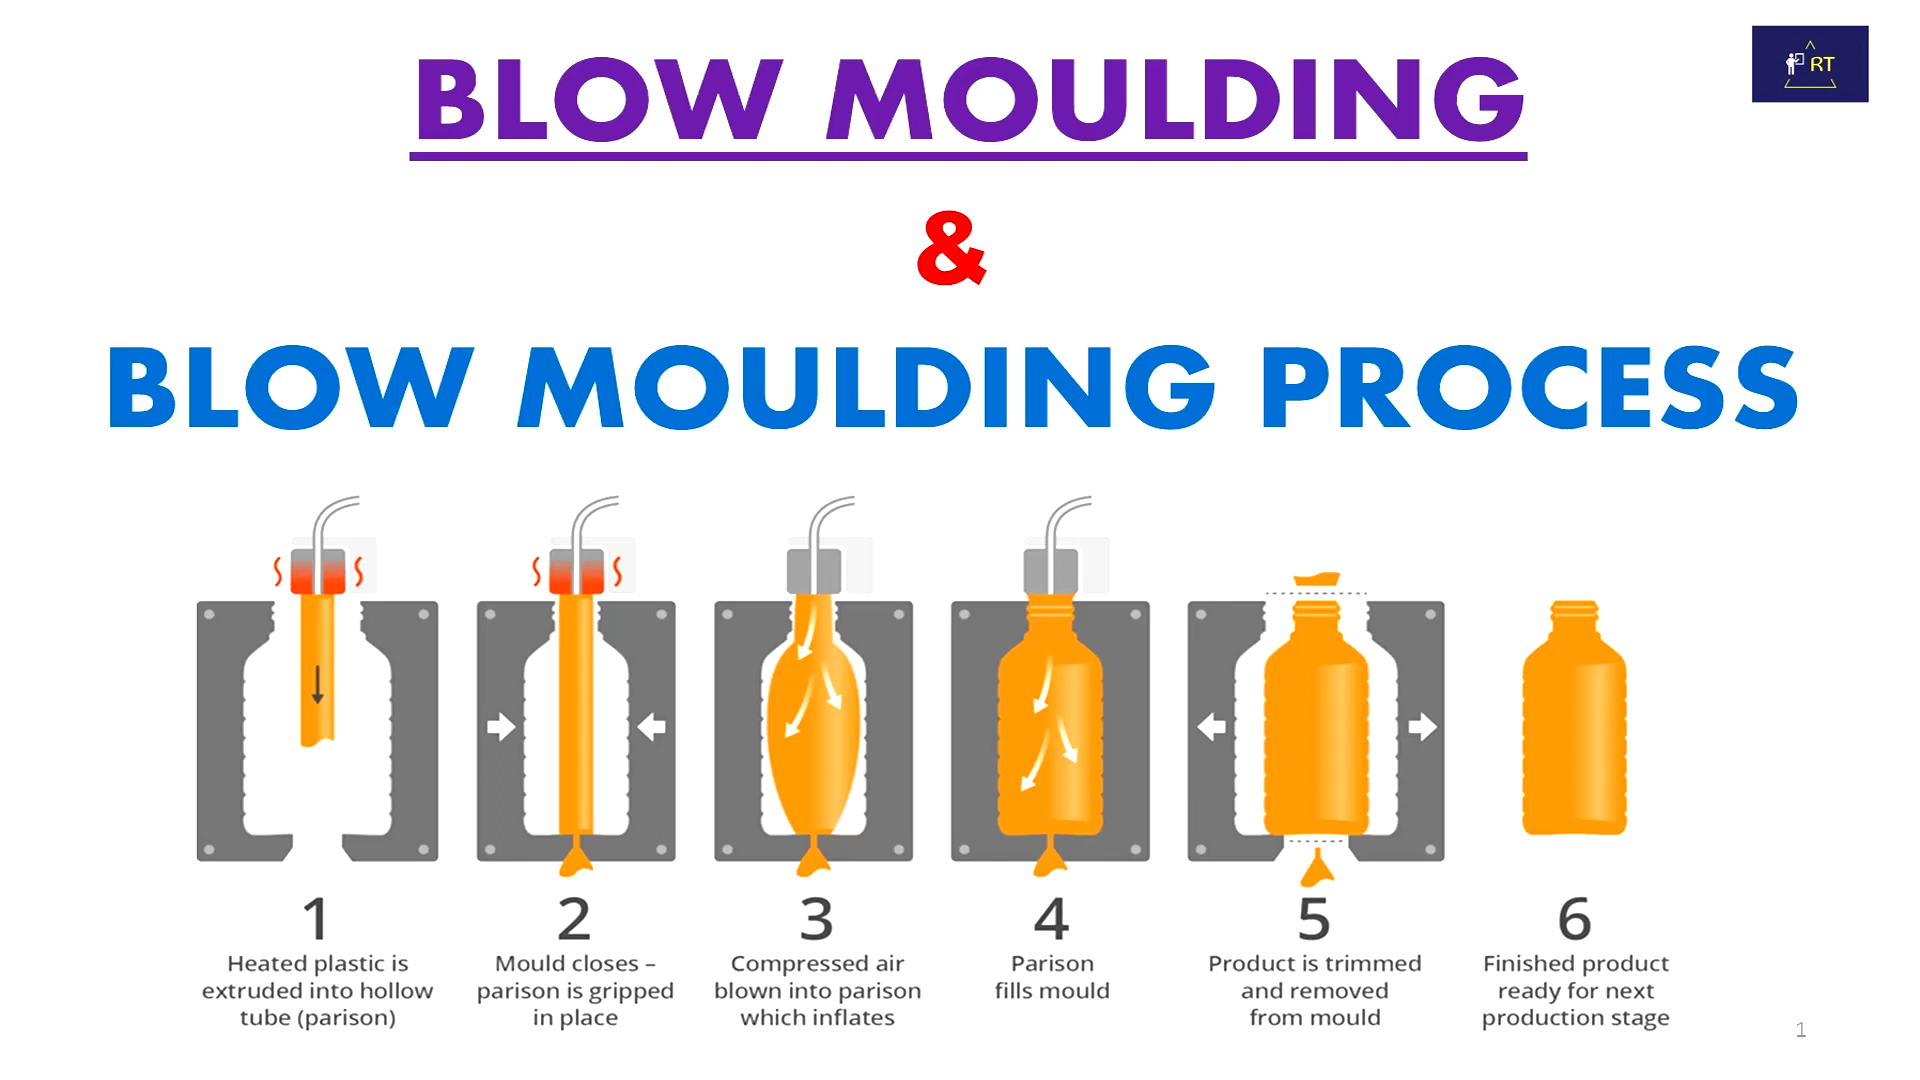 BLOW MOULDING
RT
&
BLOW MOULDING PROCESS
1
Heated plastic is
extruded into hollow
tube (parison)
2
Mould closes –
parison is gripped
in place
3
Compressed air
blown into parison
which inflates
4
Parison
fills mould
5
Product is trimmed
and removed
from mould
6
Finished product
ready for next
production stage
1